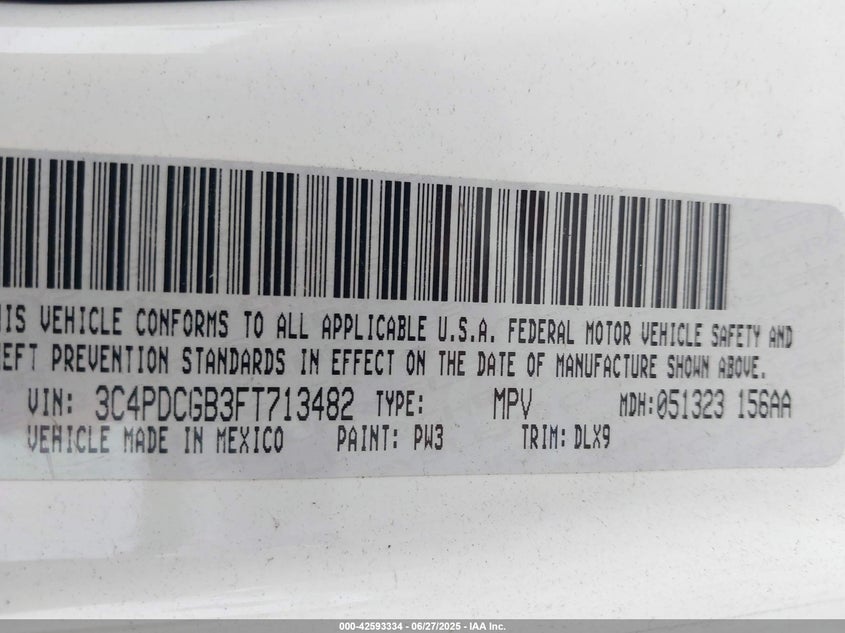 IS VEHICLE CONFORMS TO ALL APPLICABLE U.S.A. FEDERAL MOTOR VEHICLE SAFETY AND
EFT PREVENTION STANDARDS IN EFFECT ON THE DATE OF MANUFACTURE SHOWN ABOVE.
VIN: 3C4PDCGB3FT713482 TYPE: MPV MDH:051323 156AA
VEHICLE MADE IN MEXICO PAINT: PW3 TRIM: DLX9
000-42593334 - 06/27/2025 - IAA Inc.